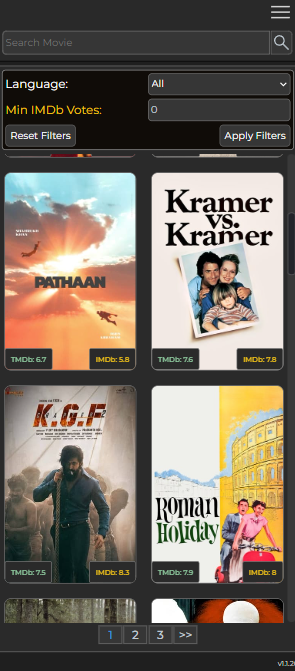 Search Movie
Language:
All
Min IMDb Votes:
0
Reset Filters
Apply Filters
PATHAAN
TMDb: 6.7
IMDb: 5.8
Kramer
vs.
Kramer
TMDb: 7.6
IMDb: 7.8
K.G.F
TMDb: 7.5
IMDb: 8.3
Roman
Holiday
TMDb: 7.9
IMDb: 8
1
2
3
>>
v1.1.2